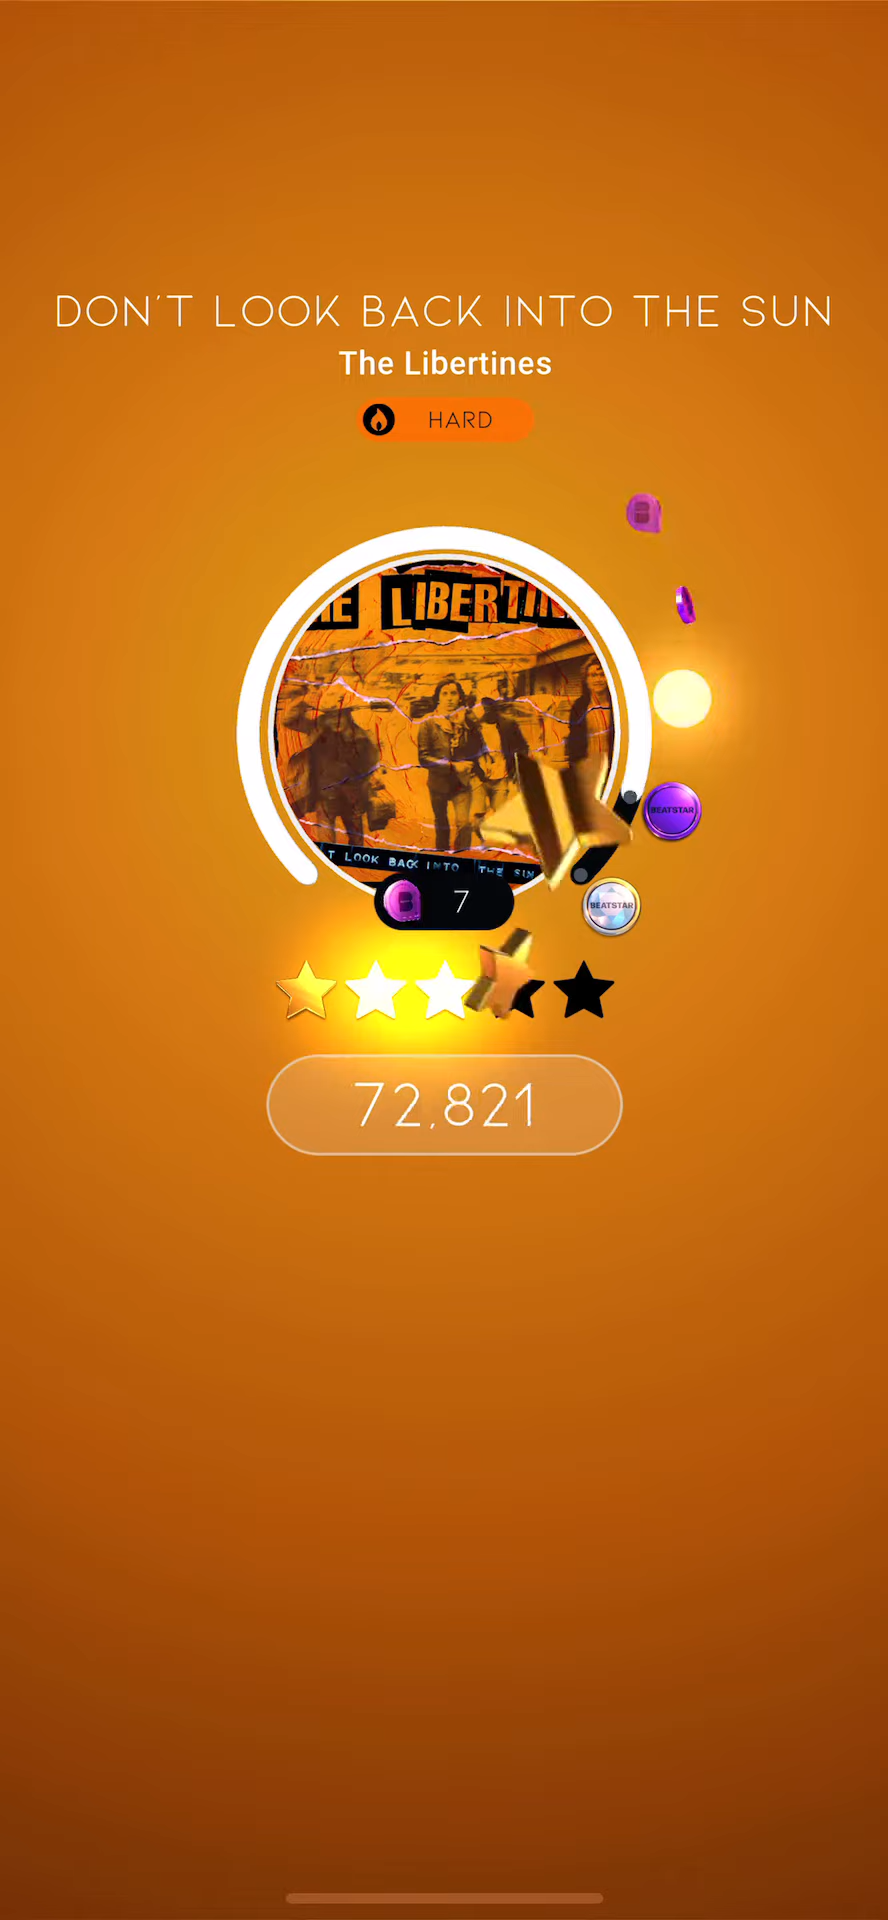 DON'T LOOK BACK INTO THE SUN
The Libertines
HARD
B
LIBERTIN
BEATSTAR
T LOOK BACK INTO THE SUN
B 7
BEATSTAR
72,821